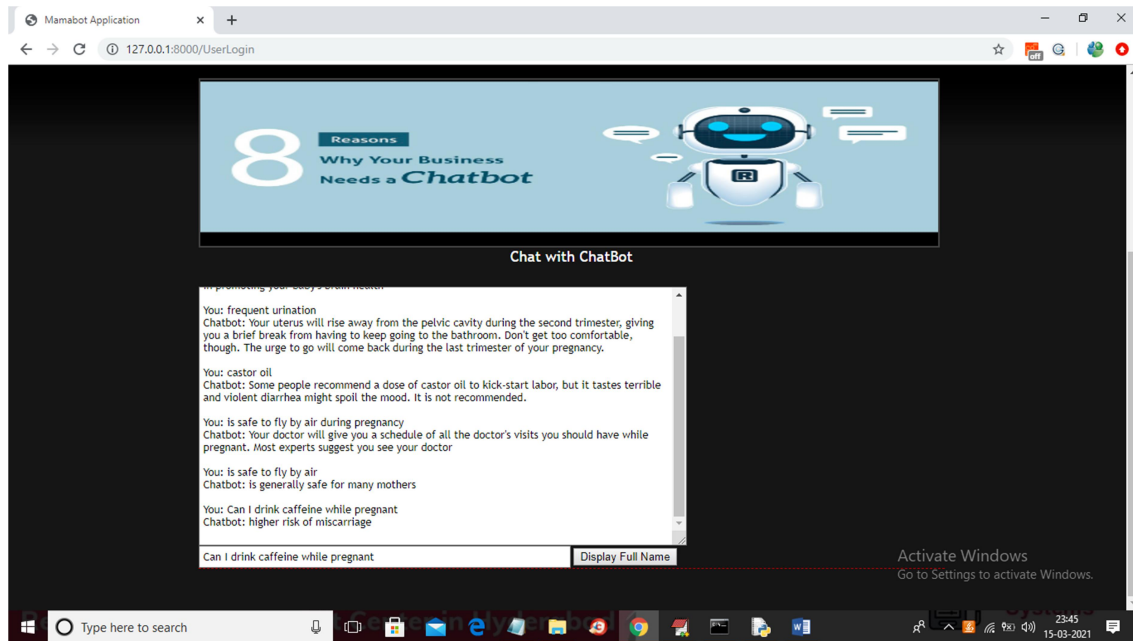 Mamabot Application
127.0.0.1:8000/UserLogin
off
8
Reasons
Why Your Business
Needs a Chatbot
R
Chat with ChatBot
in promoting your baby's brain health
You: frequent urination
Chatbot: Your uterus will rise away from the pelvic cavity during the second trimester, giving
you a brief break from having to keep going to the bathroom. Don't get too comfortable,
though. The urge to go will come back during the last trimester of your pregnancy.
You: castor oil
Chatbot: Some people recommend a dose of castor oil to kick-start labor, but it tastes terrible
and violent diarrhea might spoil the mood. It is not recommended.
You: is safe to fly by air during pregnancy
Chatbot: Your doctor will give you a schedule of all the doctor's visits you should have while
pregnant. Most experts suggest you see your doctor
You: is safe to fly by air
Chatbot: is generally safe for many mothers
You: Can I drink caffeine while pregnant
Chatbot: higher risk of miscarriage
Can I drink caffeine while pregnant
Display Full Name
Activate Windows
Go to Settings to activate Windows.
Systems
Type here to search
23:45
15-03-2021